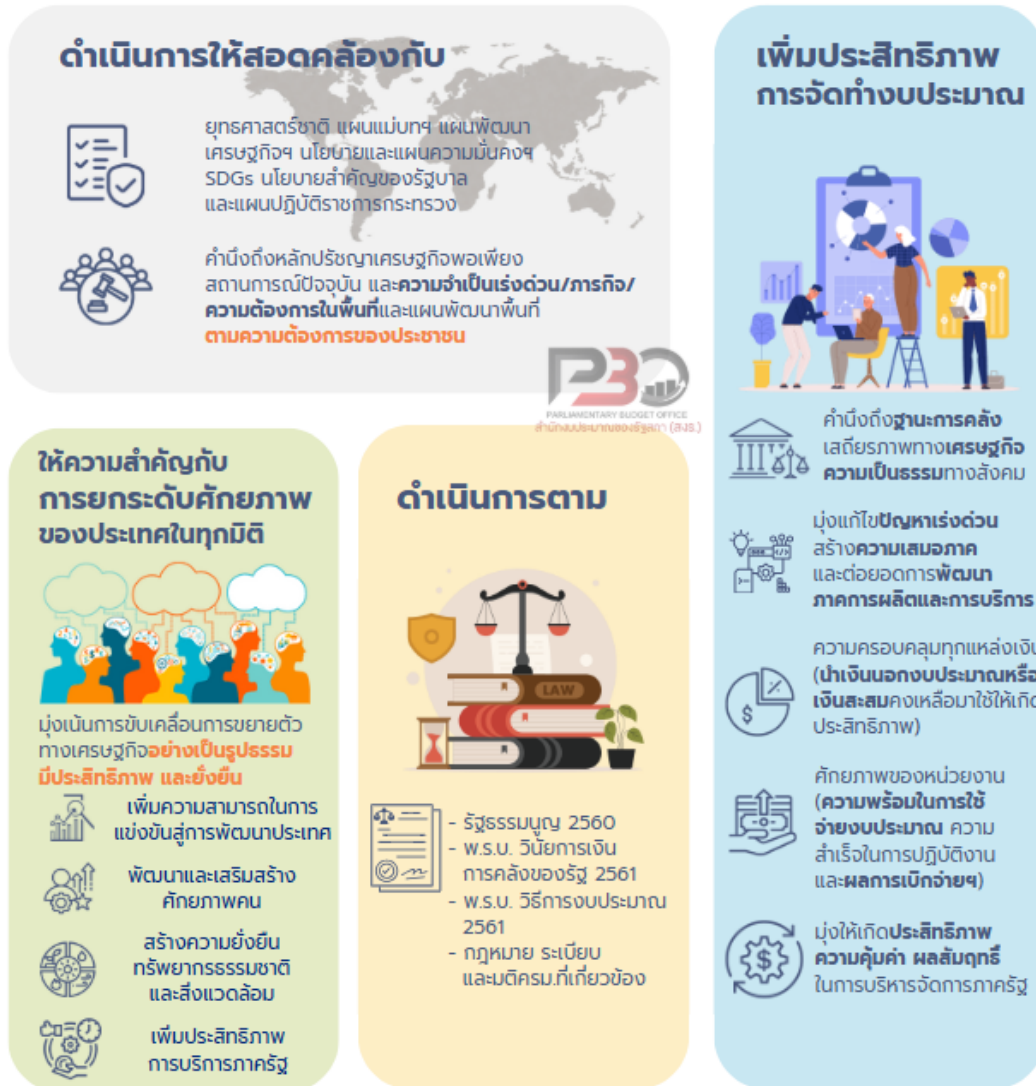 ดำเนินการให้สอดคล้องกับ
ยุทธศาสตร์ชาติ แผนแม่บทฯ แผนพัฒนา
เศรษฐกิจฯ นโยบายและแผนความมั่นคงฯ
SDGs นโยบายสำคัญของรัฐบาล
และแผนปฏิบัติราชการกระทรวง
คำนึงถึงหลักปรัชญาเศรษฐกิจพอเพียง
สถานการณ์ปัจจุบัน และความจำเป็นเร่งด่วน/ภารกิจ/
ความต้องการในพื้นที่และแผนพัฒนาพื้นที่
ตามความต้องการของประชาชน
PBO
PARLIAMENTARY BUDGET OFFICE
สำนักงบประมาณของรัฐสภา (สงร.)
ให้ความสำคัญกับ
การยกระดับศักยภาพ
ของประเทศในทุกมิติ
มุ่งเน้นการขับเคลื่อนการขยายตัว
ทางเศรษฐกิจอย่างเป็นรูปธรรม
มีประสิทธิภาพ และยั่งยืน
เพิ่มความสามารถในการ
แข่งขันสู่การพัฒนาประเทศ
พัฒนาและเสริมสร้าง
ศักยภาพคน
สร้างความยั่งยืน
ทรัพยากรธรรมชาติ
และสิ่งแวดล้อม
เพิ่มประสิทธิภาพ
การบริการภาครัฐ
ดำเนินการตาม
LAW
- รัฐธรรมนูญ 2560
- พ.ร.บ. วินัยการเงิน
การคลังของรัฐ 2561
- พ.ร.บ. วิธีการงบประมาณ
2561
- กฎหมาย ระเบียบ
และมติครม.ที่เกี่ยวข้อง
เพิ่มประสิทธิภาพ
การจัดทำงบประมาณ
คำนึงถึงฐานะการคลัง
เสถียรภาพทางเศรษฐกิจ
ความเป็นธรรมทางสังคม
มุ่งแก้ไขปัญหาเร่งด่วน
สร้างความเสมอภาค
และต่อยอดการพัฒนา
ภาคการผลิตและการบริการ
ความครอบคลุมทุกแหล่งเงิน
(นำเงินนอกงบประมาณหรือ
เงินสะสมคงเหลือมาใช้ให้เกิด
ประสิทธิภาพ)
ศักยภาพของหน่วยงาน
(ความพร้อมในการใช้
จ่ายงบประมาณ ความ
สำเร็จในการปฏิบัติงาน
และผลการเบิกจ่ายฯ)
มุ่งให้เกิดประสิทธิภาพ
ความคุ้มค่า ผลสัมฤทธิ์
ในการบริหารจัดการภาครัฐ